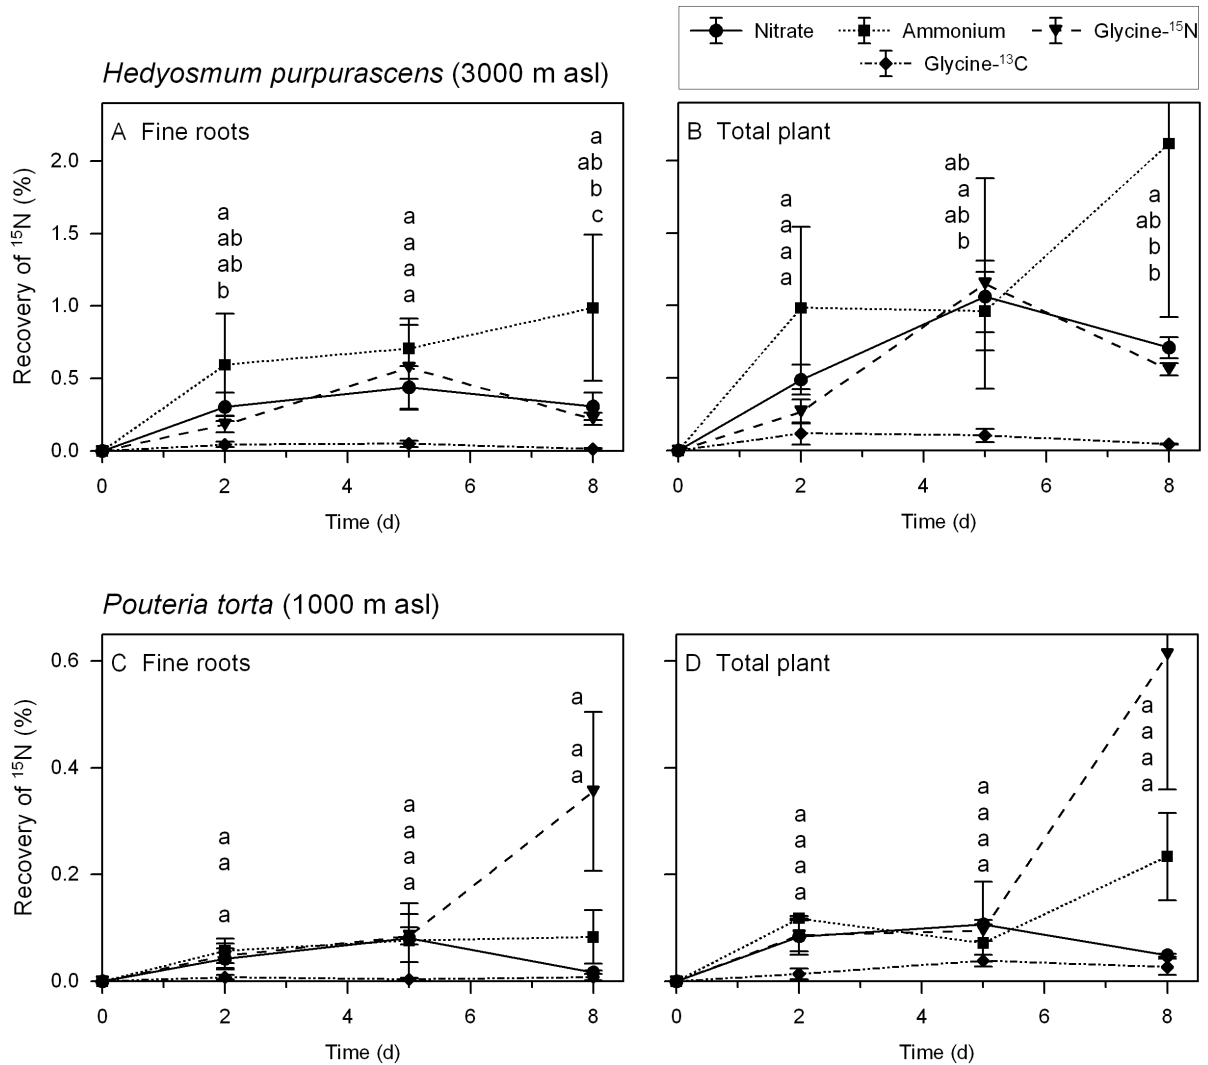 Nitrate Ammonium Glycine-¹⁵N
Glycine-¹³C
Hedyosmum purpurascens (3000 m asl)
A Fine roots
a
ab
b
c
a
ab
ab
b
a
a
a
a
2.0
1.5
1.0
0.5
0.0
Recovery of ¹⁵N (%)
0 2 4 6 8
Time (d)
B Total plant
a
a
a
a
ab
a
ab
b
a
ab
b
b
0 2 4 6 8
Time (d)
Pouteria torta (1000 m asl)
C Fine roots
a
a
a
a
a
a
a
a
a
a
0.6
0.4
0.2
0.0
Recovery of ¹⁵N (%)
0 2 4 6 8
Time (d)
D Total plant
a
a
a
a
a
a
a
a
a
a
a
a
0 2 4 6 8
Time (d)